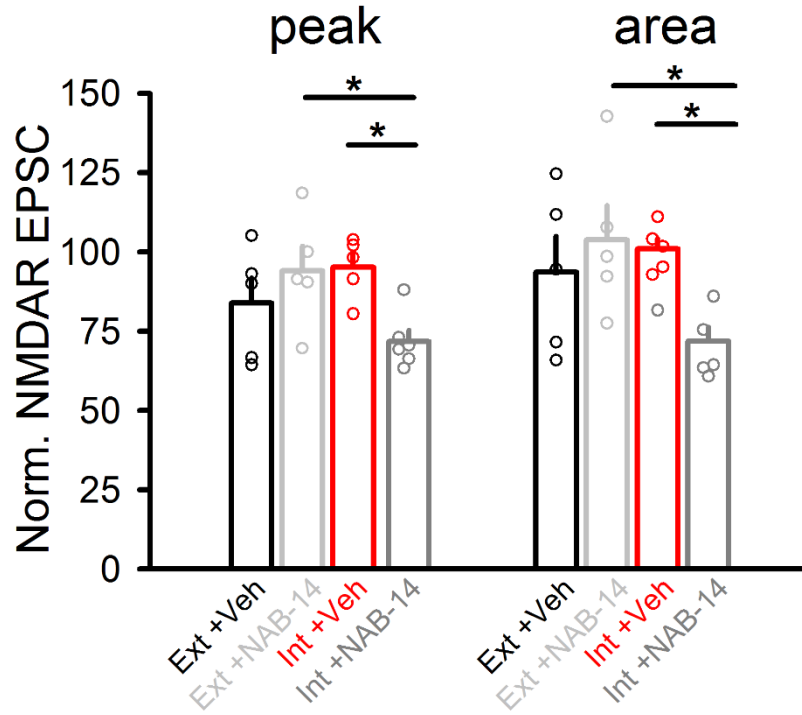 peak area
* *
* *
Norm. NMDAR EPSC
150
125
100
75
50
25
0
Ext +Veh
Ext +NAB-14
Int +Veh
Int +NAB-14
Ext +Veh
Ext +NAB-14
Int +Veh
Int +NAB-14